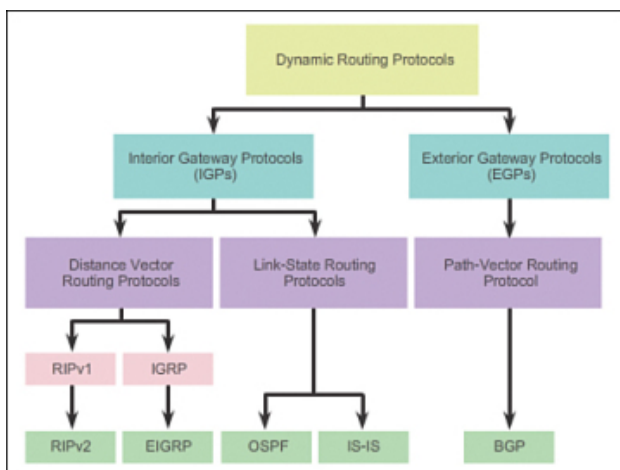 Dynamic Routing Protocols
Interior Gateway Protocols
(IGPs)
Exterior Gateway Protocols
(EGPs)
Distance Vector
Routing Protocols
Link-State Routing
Protocols
Path-Vector Routing
Protocol
RIPv1
IGRP
RIPv2
EIGRP
OSPF
IS-IS
BGP